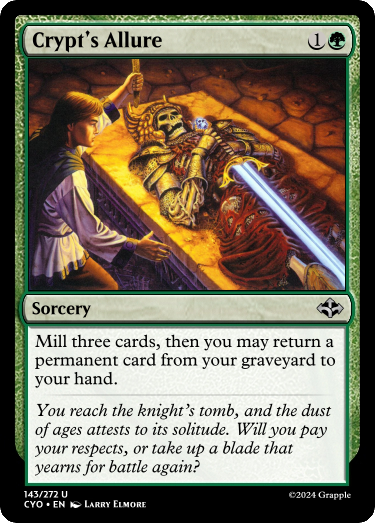 Crypt's Allure 1
Sorcery
Mill three cards, then you may return a
permanent card from your graveyard to
your hand.
You reach the knight's tomb, and the dust
of ages attests to its solitude. Will you pay
your respects, or take up a blade that
yearns for battle again?
143/272 U
CYO • EN Larry Elmore
©2024 Grapple